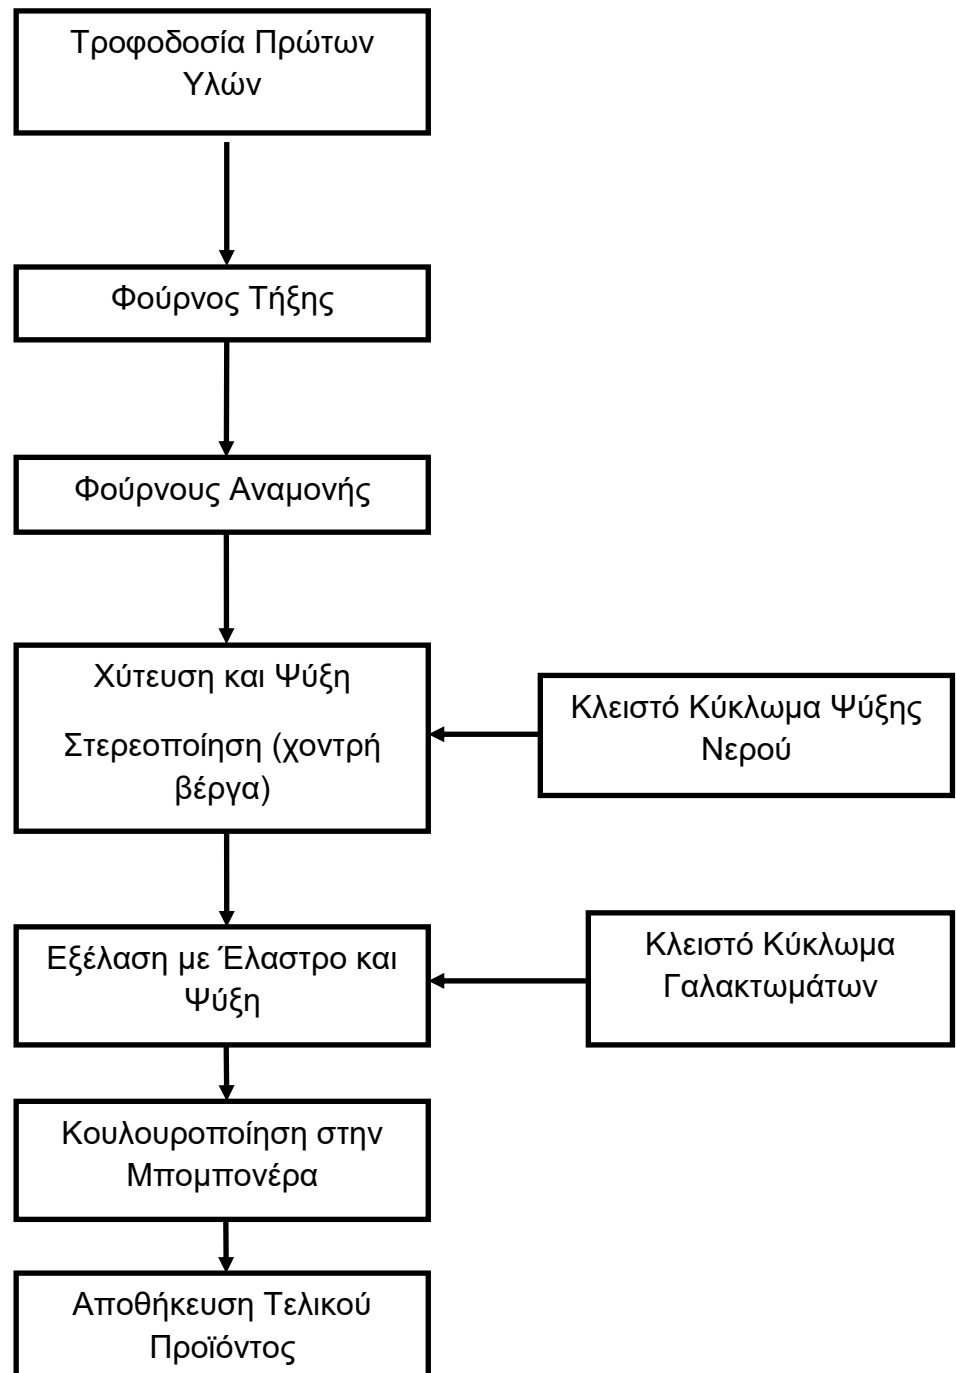 Τροφοδοσία Πρώτων
Υλών
Φούρνος Τήξης
Φούρνους Αναμονής
Χύτευση και Ψύξη
Στερεοποίηση (χοντρή
βέργα)
Κλειστό Κύκλωμα Ψύξης
Νερού
Εξέλαση με Έλαστρο και
Ψύξη
Κλειστό Κύκλωμα
Γαλακτωμάτων
Κουλουροποίηση στην
Μπομπονέρα
Αποθήκευση Τελικού
Προϊόντος